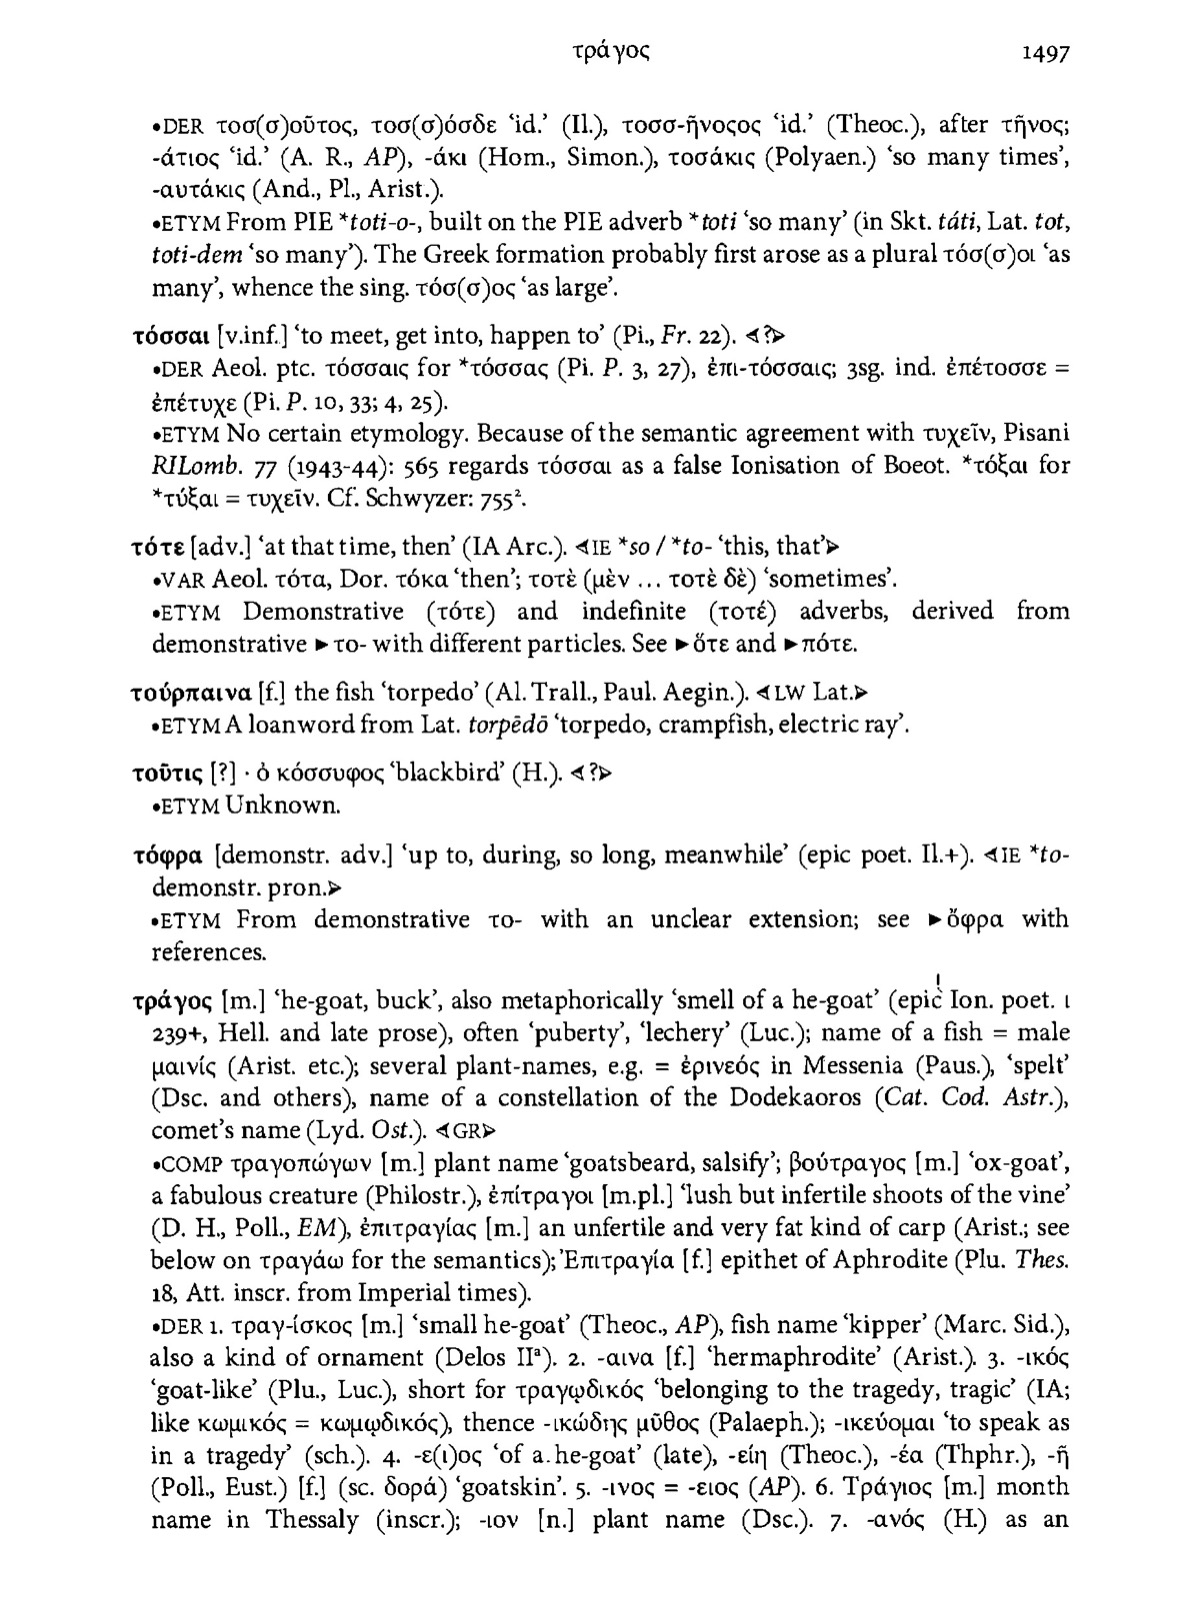 τράγος 1497
•DER τοσ(σ)οῦτος, τοσ(σ)όσδε ‘id.’ (Il.), τοσσ-ῆνοςος ‘id.’ (Theoc.), after τῆνος;
-άτιος ‘id.’ (A. R., AP), -άκι (Hom., Simon.), τοσάκις (Polyaen.) ‘so many times’,
-αυτάκις (And., Pl., Arist.).
•ETYM From PIE *toti-o-, built on the PIE adverb *toti ‘so many’ (in Skt. táti, Lat. tot,
toti-dem ‘so many’). The Greek formation probably first arose as a plural τόσ(σ)οι ‘as
many’, whence the sing. τόσ(σ)ος ‘as large’.
τόσσαι [v.inf.] ‘to meet, get into, happen to’ (Pi., Fr. 22). ⋖?⋗
•DER Aeol. ptc. τόσσαις for *τόσσας (Pi. P. 3, 27), ἐπι-τόσσαις; 3sg. ind. ἐπέτοσσε =
ἐπέτυχε (Pi. P. 10, 33; 4, 25).
•ETYM No certain etymology. Because of the semantic agreement with τυχεῖν, Pisani
RILomb. 77 (1943-44): 565 regards τόσσαι as a false Ionisation of Boeot. *τόξαι for
*τύξαι = τυχεῖν. Cf. Schwyzer: 755².
τότε [adv.] ‘at that time, then’ (IA Arc.). ⋖IE *so / *to- ‘this, that’⋗
•VAR Aeol. τότα, Dor. τόκα ‘then’; τοτὲ (μὲν ... τοτὲ δὲ) ‘sometimes’.
•ETYM Demonstrative (τότε) and indefinite (τοτέ) adverbs, derived from
demonstrative ►το- with different particles. See ►ὅτε and ►πότε.
τούρπαινα [f.] the fish ‘torpedo’ (Al. Trall., Paul. Aegin.). ⋖LW Lat.⋗
•ETYM A loanword from Lat. torpēdō ‘torpedo, crampfish, electric ray’.
τοῦτις [?] · ὁ κόσσυφος ‘blackbird’ (H.). ⋖?⋗
•ETYM Unknown.
τόφρα [demonstr. adv.] ‘up to, during, so long, meanwhile’ (epic poet. Il.+). ⋖IE *to-
demonstr. pron.⋗
•ETYM From demonstrative το- with an unclear extension; see ►ὄφρα with
references.
τράγος [m.] ‘he-goat, buck’, also metaphorically ‘smell of a he-goat’ (epic Ion. poet. ι
239+, Hell. and late prose), often ‘puberty’, ‘lechery’ (Luc.); name of a fish = male
μαινίς (Arist. etc.); several plant-names, e.g. = ἐρινεός in Messenia (Paus.), ‘spelt’
(Dsc. and others), name of a constellation of the Dodekaoros (Cat. Cod. Astr.),
comet’s name (Lyd. Ost.). ⋖GR⋗
•COMP τραγοπώγων [m.] plant name ‘goatsbeard, salsify’; βούτραγος [m.] ‘ox-goat’,
a fabulous creature (Philostr.), ἐπίτραγοι [m.pl.] ‘lush but infertile shoots of the vine’
(D. H., Poll., EM), ἐπιτραγίας [m.] an unfertile and very fat kind of carp (Arist.; see
below on τραγάω for the semantics); Ἐπιτραγία [f.] epithet of Aphrodite (Plu. Thes.
18, Att. inscr. from Imperial times).
•DER 1. τραγ-ίσκος [m.] ‘small he-goat’ (Theoc., AP), fish name ‘kipper’ (Marc. Sid.),
also a kind of ornament (Delos IIª). 2. -αινα [f.] ‘hermaphrodite’ (Arist.). 3. -ικός
‘goat-like’ (Plu., Luc.), short for τραγῳδικός ‘belonging to the tragedy, tragic’ (IA;
like κωμικός = κωμῳδικός), thence -ικώδης μῦθος (Palaeph.); -ικεύομαι ‘to speak as
in a tragedy’ (sch.). 4. -ε(ι)ος ‘of a he-goat’ (late), -είη (Theoc.), -έα (Thphr.), -ῆ
(Poll., Eust.) [f.] (sc. δορά) ‘goatskin’. 5. -ινος = -ειος (AP). 6. Τράγιος [m.] month
name in Thessaly (inscr.); -ιον [n.] plant name (Dsc.). 7. -ανός (H.) as an